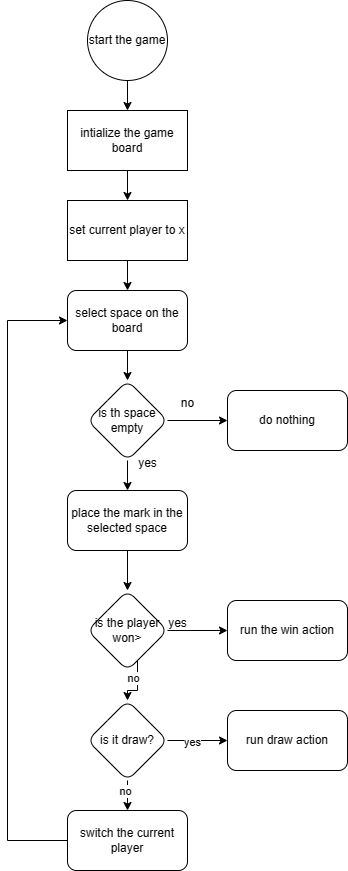 start the game
intialize the game
board
set current player to x
select space on the
board
is th space
empty
no
do nothing
yes
place the mark in the
selected space
is the player
won>
yes
run the win action
no
is it draw?
yes
run draw action
no
switch the current
player